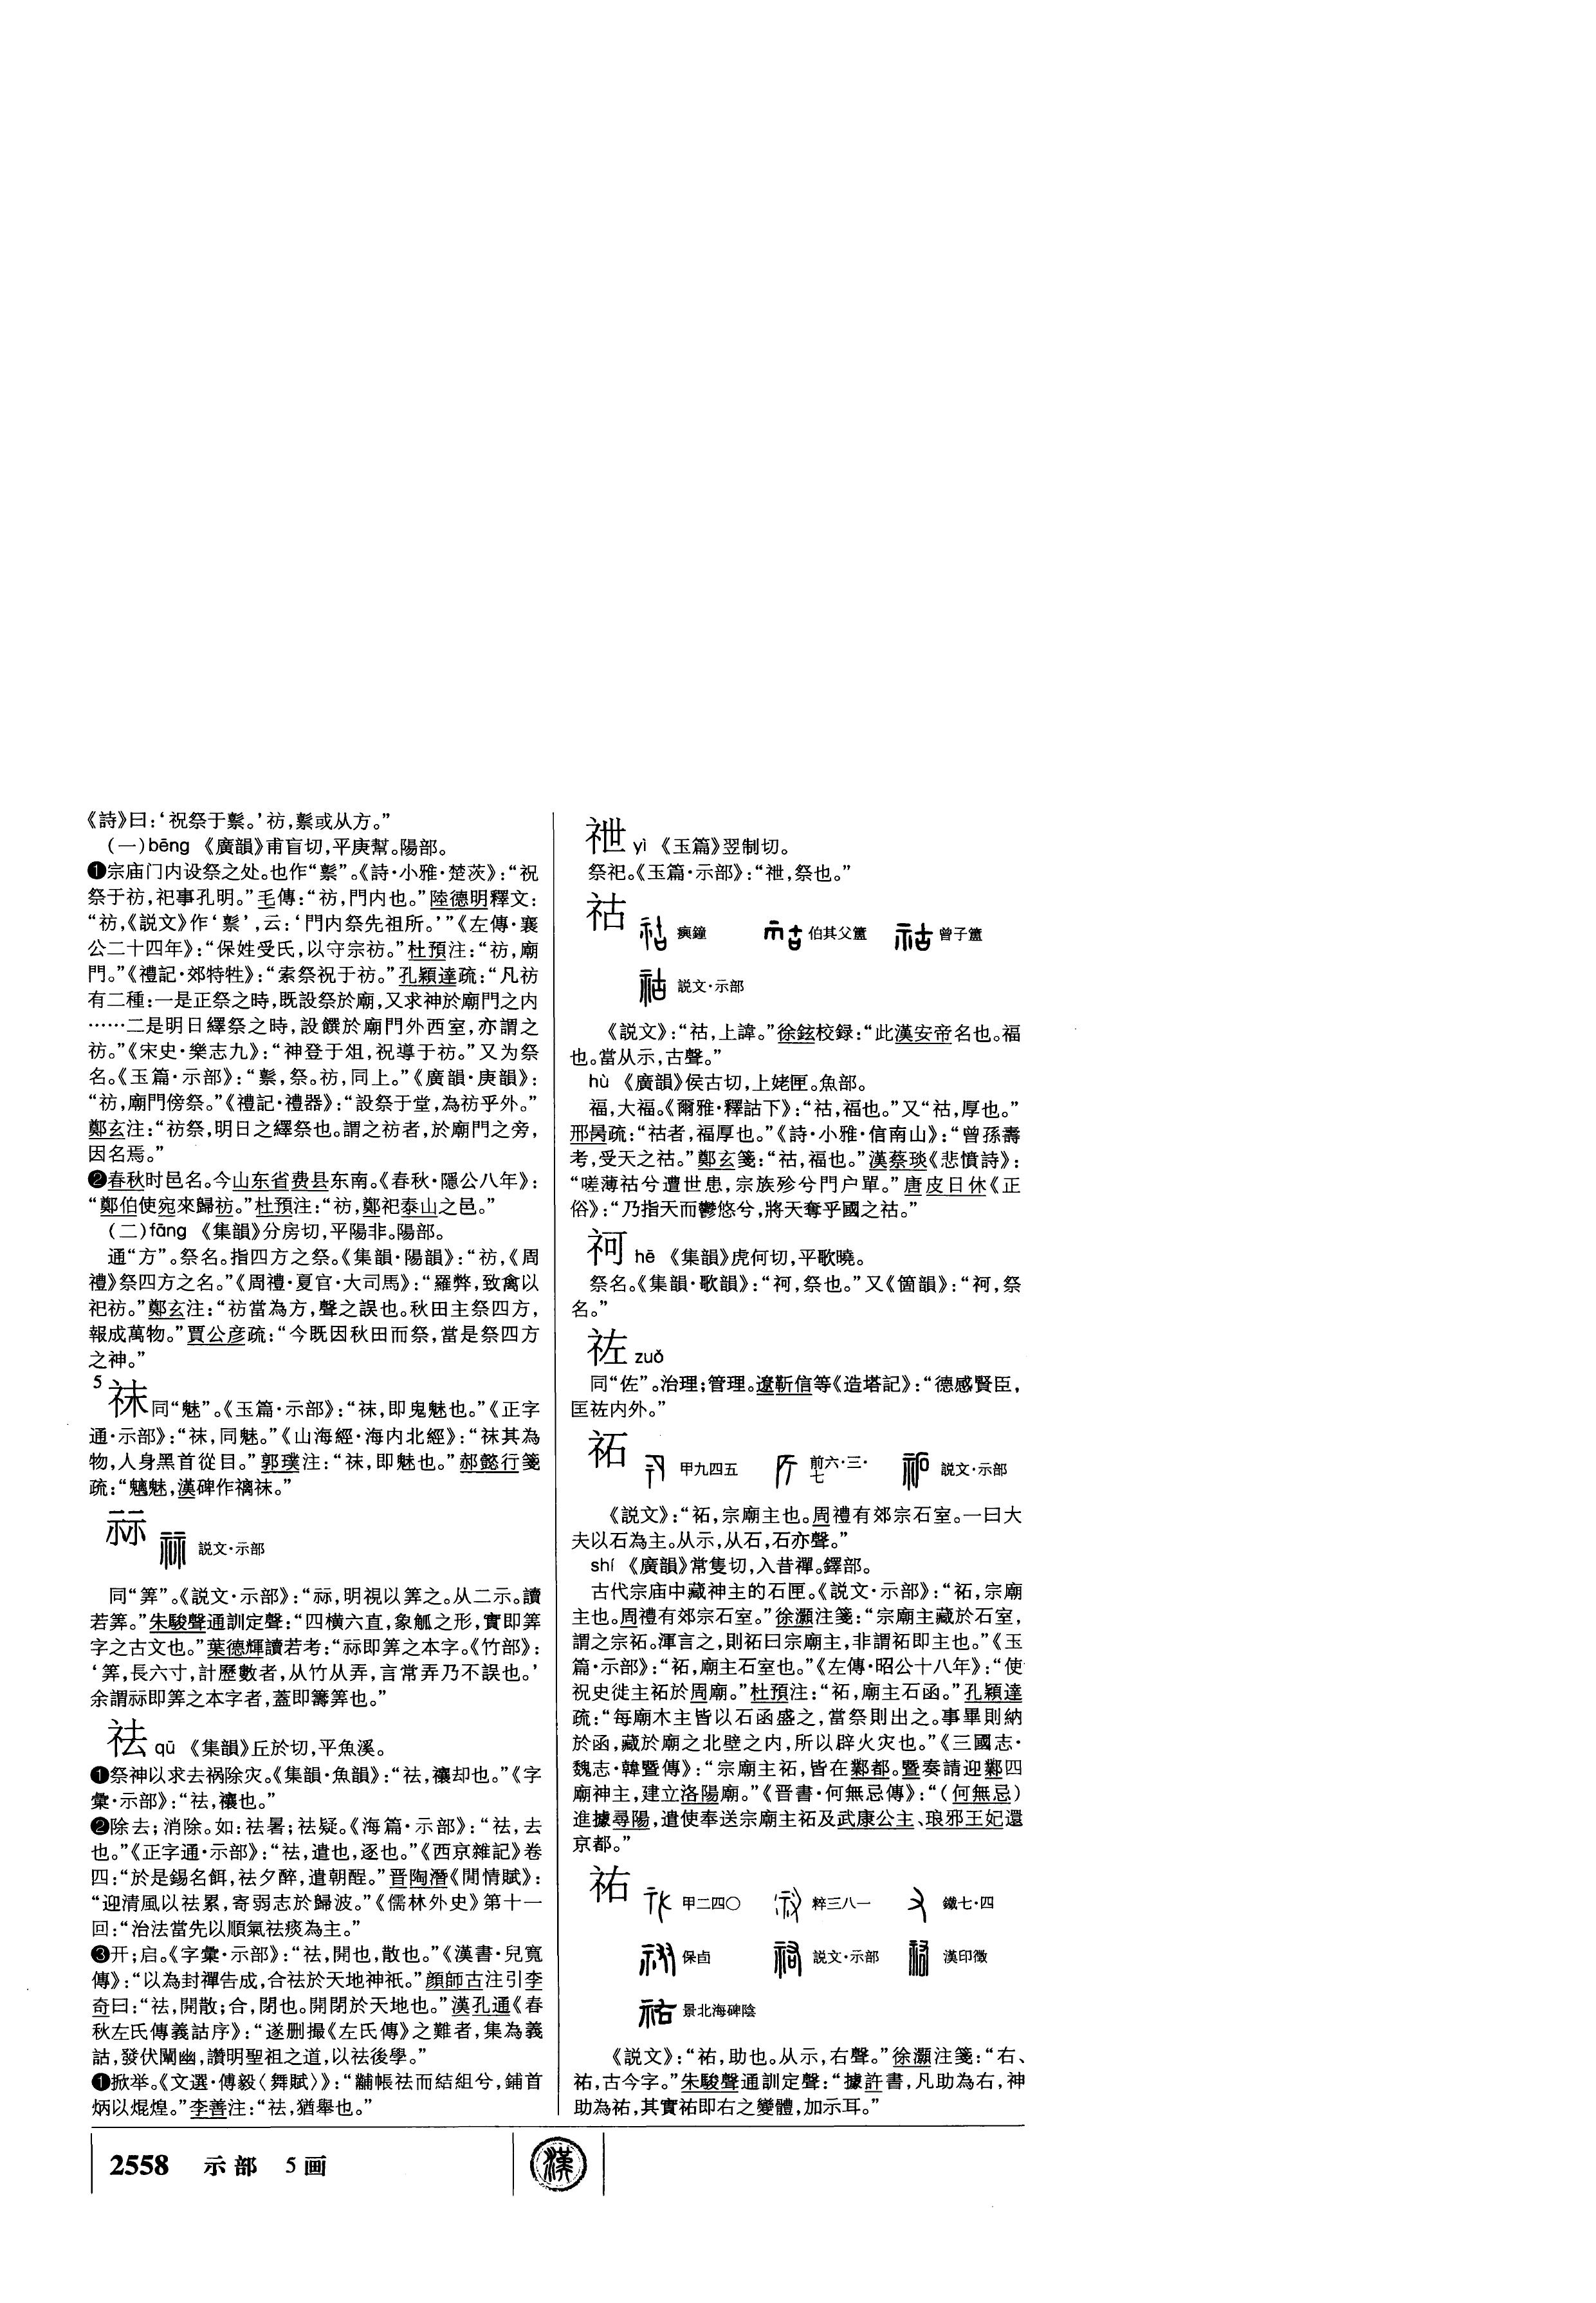 《詩》曰：‘祝祭于鬃。’祊，鬃或从方。”
（一）bēng 《廣韻》甫盲切，平庚幫。陽部。
❶宗庙门内设祭之处。也作“鬃”。《詩·小雅·楚茨》：“祝
祭于祊，祀事孔明。”毛傳：“祊，門内也。”陸德明釋文：
“祊，《説文》作‘鬃’，云：‘門内祭先祖所。’”《左傳·襄
公二十四年》：“保姓受氏，以守宗祊。”杜預注：“祊，廟
門。”《禮記·郊特牲》：“索祭祝于祊。”孔穎達疏：“凡祊
有二種：一是正祭之時，既設祭於廟，又求神於廟門之内
……二是明日繹祭之時，設饌於廟門外西室，亦謂之
祊。”《宋史·樂志九》：“神登于俎，祝導于祊。”又为祭
名。《玉篇·示部》：“鬃，祭。祊，同上。”《廣韻·庚韻》：
“祊，廟門傍祭。”《禮記·禮器》：“設祭于堂，為祊乎外。”
鄭玄注：“祊祭，明日之繹祭也。謂之祊者，於廟門之旁，
因名焉。”
❷春秋时邑名。今山东省费县东南。《春秋·隱公八年》：
“鄭伯使宛來歸祊。”杜預注：“祊，鄭祀泰山之邑。”
（二）fāng 《集韻》分房切，平陽非。陽部。
通“方”。祭名。指四方之祭。《集韻·陽韻》：“祊，《周
禮》祭四方之名。”《周禮·夏官·大司馬》：“羅弊，致禽以
祀祊。”鄭玄注：“祊當為方，聲之誤也。秋田主祭四方，
報成萬物。”賈公彦疏：“今既因秋田而祭，當是祭四方
之神。”
5
祙 同“魅”。《玉篇·示部》：“祙，即鬼魅也。”《正字
通·示部》：“祙，同魅。”《山海經·海内北經》：“祙其為
物，人身黑首從目。”郭璞注：“祙，即魅也。”郝懿行箋
疏：“魑魅，漢碑作禵祙。”
祘 説文·示部
同“筭”。《説文·示部》：“祘，明視以筭之。从二示。讀
若筭。”朱駿聲通訓定聲：“四横六直，象觚之形，實即筭
字之古文也。”葉德輝讀若考：“祘即筭之本字。《竹部》：
‘筭，長六寸，計歷數者，从竹从弄，言常弄乃不誤也。’
余謂祘即筭之本字者，蓋即籌筭也。”
祛 qū 《集韻》丘於切，平魚溪。
❶祭神以求去祸除灾。《集韻·魚韻》：“祛，禳却也。”《字
彙·示部》：“祛，禳也。”
❷除去；消除。如：祛暑；祛疑。《海篇·示部》：“祛，去
也。”《正字通·示部》：“祛，遣也，逐也。”《西京雜記》卷
四：“於是錫名餌，祛夕醉，遣朝酲。”晋陶潛《閒情賦》：
“迎清風以祛累，寄弱志於歸波。”《儒林外史》第十一
回：“治法當先以順氣祛痰為主。”
❸开；启。《字彙·示部》：“祛，開也，散也。”《漢書·兒寬
傳》：“以為封禪告成，合祛於天地神祇。”顔師古注引李
奇曰：“祛，開散；合，閉也。開閉於天地也。”漢孔通《春
秋左氏傳義詁序》：“遂删撮《左氏傳》之難者，集為義
詁，發伏闡幽，讚明聖祖之道，以祛後學。”
❶掀举。《文選·傅毅〈舞賦〉》：“黼帳祛而結組兮，鋪首
炳以焜煌。”李善注：“祛，猶舉也。”
祂 yì 《玉篇》翌制切。
祭祀。《玉篇·示部》：“𥘼，祭也。”
祜 𤼈鐘 伯其父簠 曾子簠
説文·示部
《説文》：“祜，上諱。”徐鉉校録：“此漢安帝名也。福
也。當从示，古聲。”
hù 《廣韻》侯古切，上姥匣。魚部。
福，大福。《爾雅·釋詁下》：“祜，福也。”又“祜，厚也。”
邢昺疏：“祜者，福厚也。”《詩·小雅·信南山》：“曾孫壽
考，受天之祜。”鄭玄箋：“祜，福也。”漢蔡琰《悲憤詩》：
“嗟薄祜兮遭世患，宗族殄兮門户單。”唐皮日休《正
俗》：“乃指天而鬱悠兮，將天奪乎國之祜。”
祠 hē 《集韻》虎何切，平歌曉。
祭名。《集韻·歌韻》：“𥙂，祭也。”又《箇韻》：“𥙂，祭
名。”
𥙀 zuǒ
同“佐”。治理；管理。遼靳信等《造塔記》：“德感賢臣，
匡𥙀内外。”
祏 甲九四五 前六·三·七 説文·示部
《説文》：“祏，宗廟主也。周禮有郊宗石室。一曰大
夫以石為主。从示，从石，石亦聲。”
shí 《廣韻》常隻切，入昔禪。鐸部。
古代宗庙中藏神主的石匣。《説文·示部》：“祏，宗廟
主也。周禮有郊宗石室。”徐灝注箋：“宗廟主藏於石室，
謂之宗祏。渾言之，則祏曰宗廟主，非謂祏即主也。”《玉
篇·示部》：“祏，廟主石室也。”《左傳·昭公十八年》：“使
祝史徙主祏於周廟。”杜預注：“祏，廟主石函。”孔穎達
疏：“每廟木主皆以石函盛之，當祭則出之。事畢則納
於函，藏於廟之北壁之内，所以辟火灾也。”《三國志·
魏志·韓暨傳》：“宗廟主祏，皆在鄴都。暨奏請迎鄴四
廟神主，建立洛陽廟。”《晋書·何無忌傳》：“（何無忌）
進據尋陽，遣使奉送宗廟主祏及武康公主、琅邪王妃還
京都。”
祐 甲二四〇 粹三八一 鐵七·四
保卣 説文·示部 漢印徵
景北海碑陰
《説文》：“祐，助也。从示，右聲。”徐灝注箋：“右、
祐，古今字。”朱駿聲通訓定聲：“據許書，凡助為右，神
助為祐，其實祐即右之變體，加示耳。”
2558 示部 5画 漢